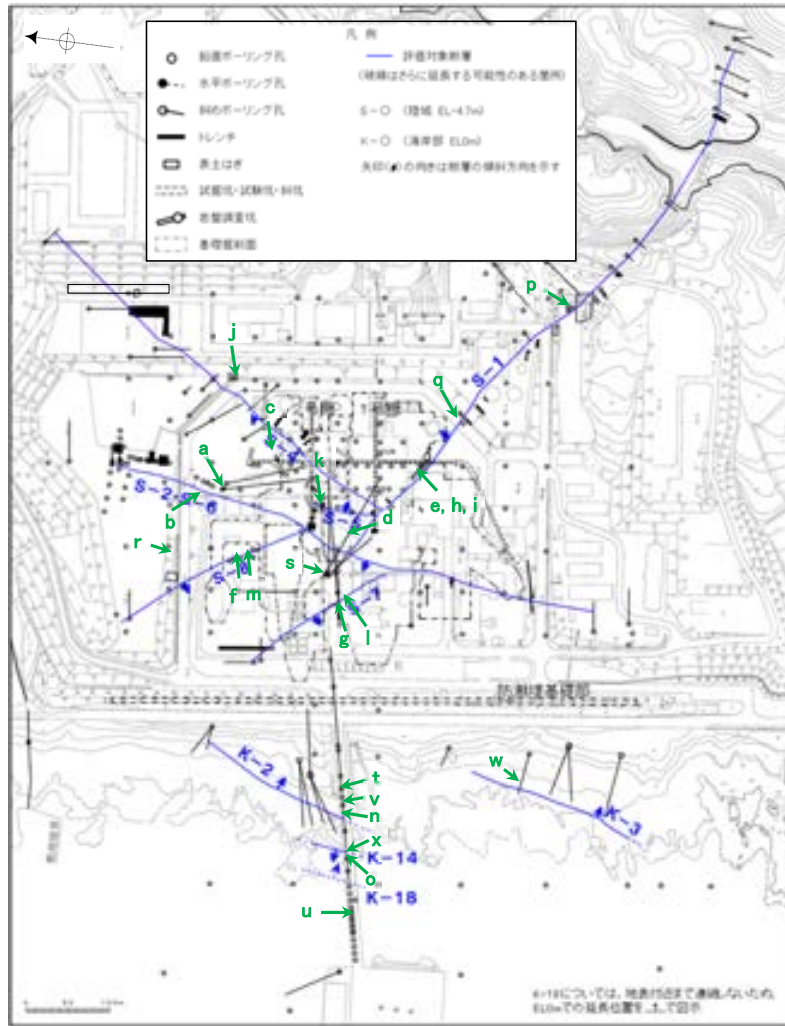 凡 例
鉛直ボーリング孔
水平ボーリング孔
斜めボーリング孔
トレンチ
表土はぎ
試掘坑・試験坑・斜坑
岩盤調査坑
基礎掘削面
評価対象断層
(破線はさらに延長する可能性のある箇所)
S-○ (陸域 EL-4.7m)
K-○ (海岸部 EL0m)
矢印( )の向きは断層の傾斜方向を示す
p
j
S-1
q
c
S-4
a
k
S-2・S-6
b
d
e, h, i
r
s
f
m
S-8
g
l
S-7
防潮堤基礎部
K-2
t
w
v
n
K-3
x
K-14
o
K-18
u
K-18については、地表付近まで連続しないため、
EL0mでの延長位置を